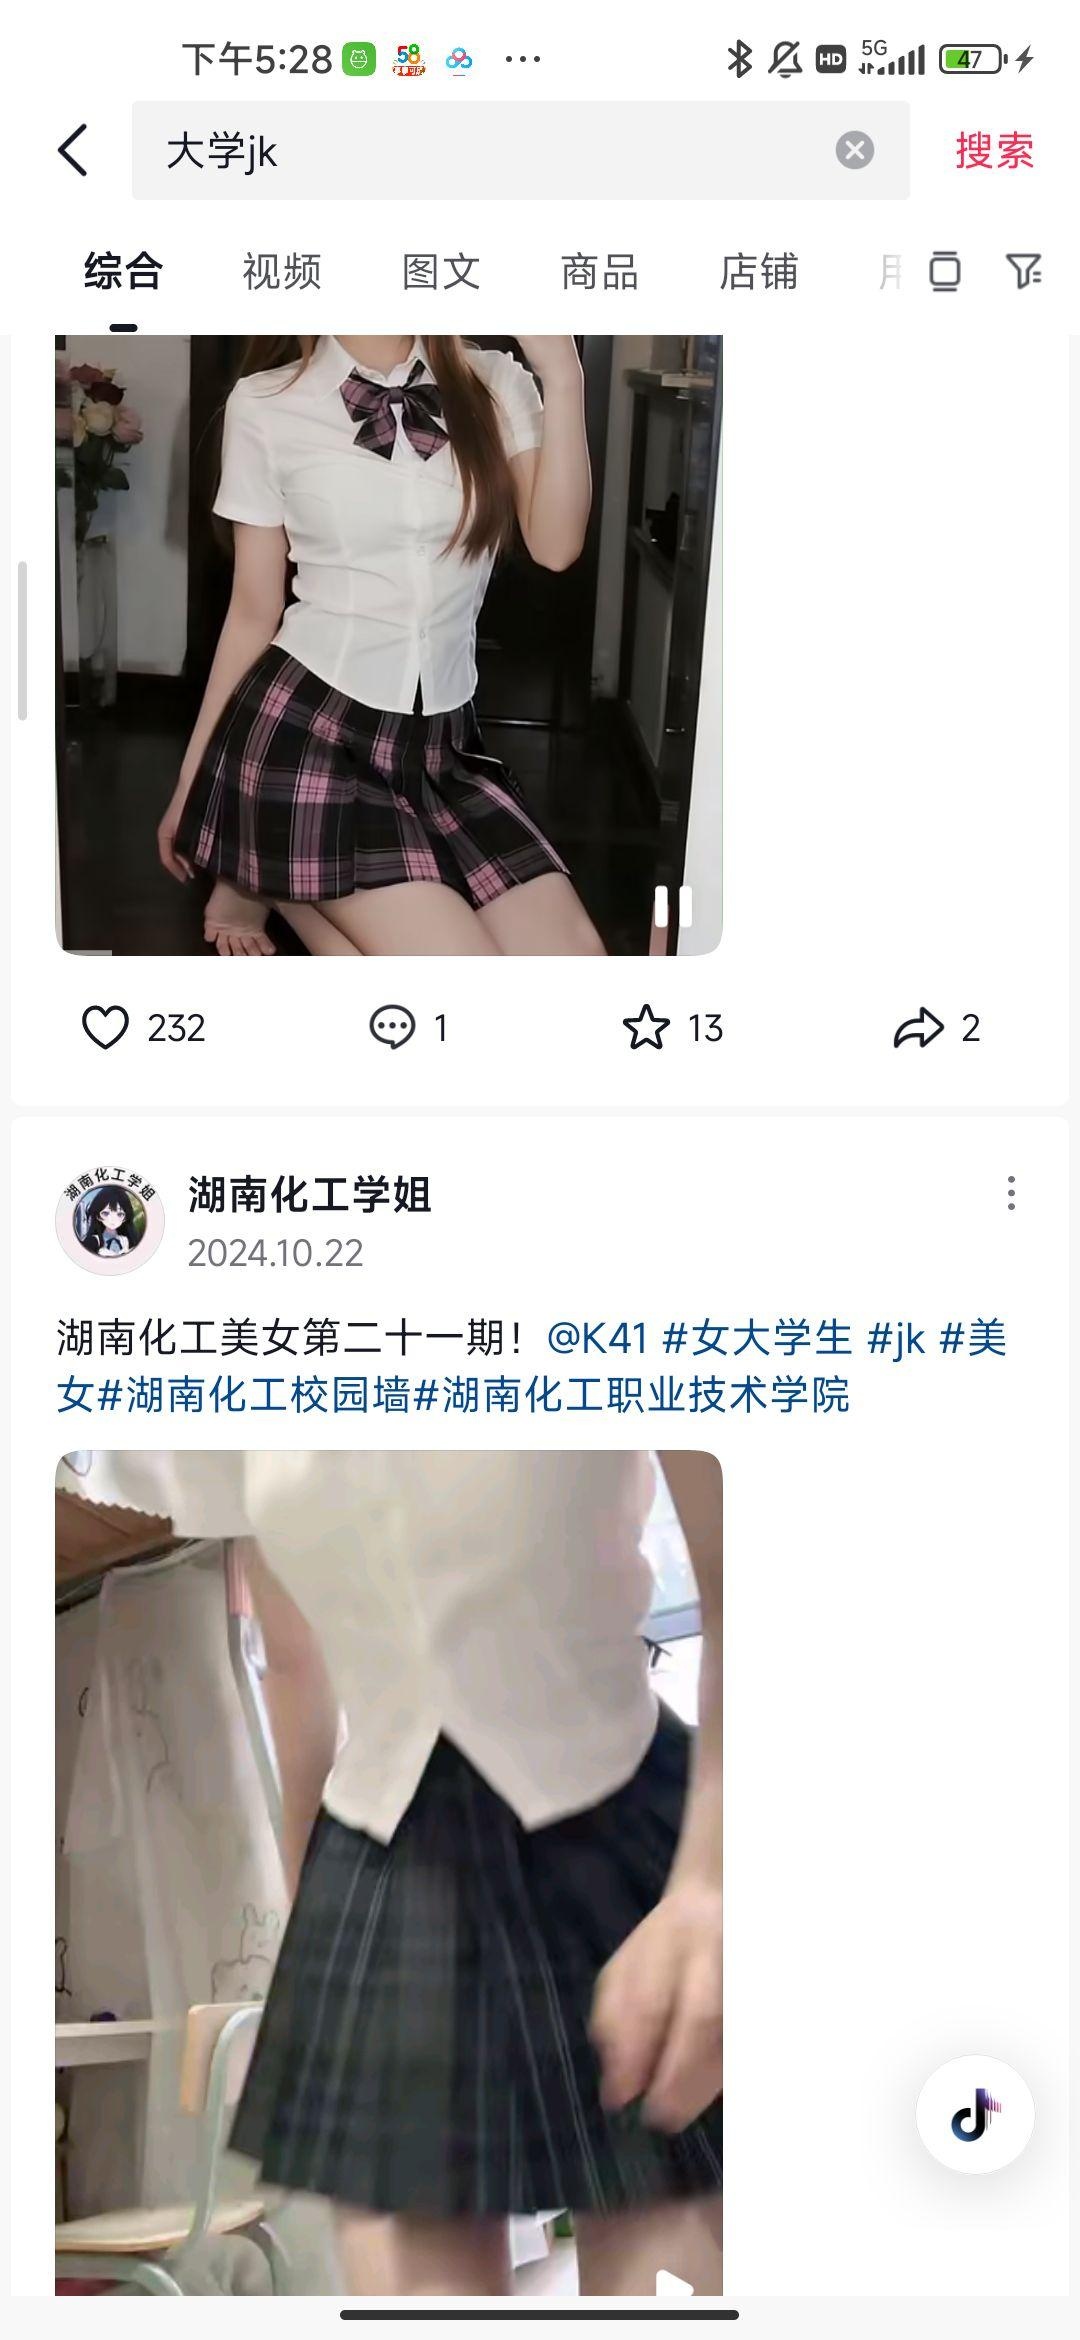 下午5:28 58 ... HD 5G 47
大学jk 搜索
综合 视频 图文 商品 店铺
232 1 13 2
湖南化工学姐
湖南化工学姐
2024.10.22
湖南化工美女第二十一期！@K41 #女大学生 #jk #美
女#湖南化工校园墙#湖南化工职业技术学院